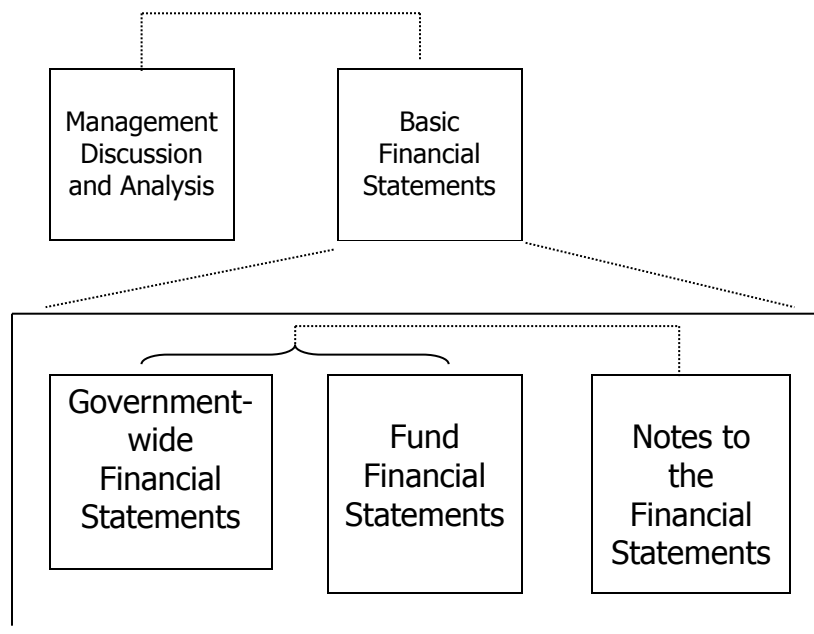 Management
Discussion
and Analysis
Basic
Financial
Statements
Government-
wide
Financial
Statements
Fund
Financial
Statements
Notes to
the
Financial
Statements